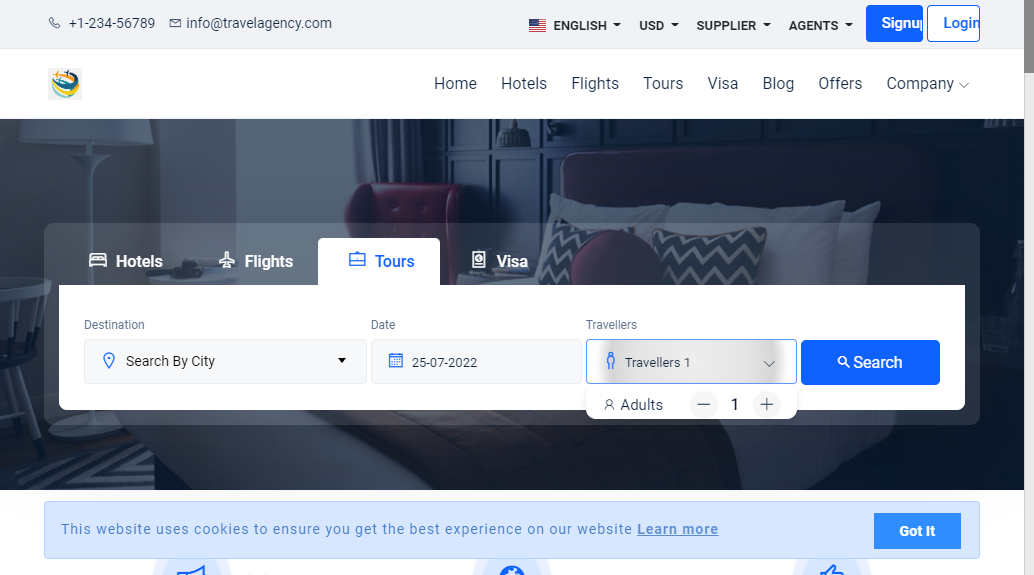 +1-234-56789 info@travelagency.com ENGLISH USD SUPPLIER AGENTS Signup Login
Home Hotels Flights Tours Visa Blog Offers Company
Hotels Flights Tours Visa
Destination Date Travellers
Search By City 25-07-2022 Travellers 1 Search
Adults 1
This website uses cookies to ensure you get the best experience on our website Learn more Got It